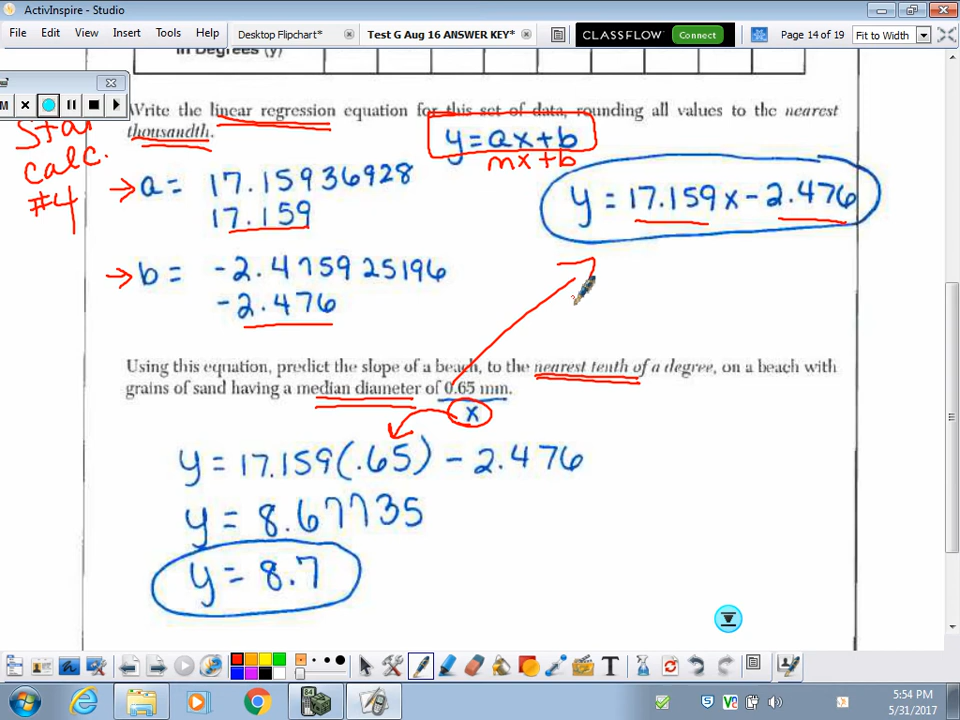 ActivInspire - Studio
File Edit View Insert Tools Help Desktop Flipchart* Test G Aug 16 ANSWER KEY* CLASSFLOW Connect Page 14 of 19 Fit to Width
in Degrees (y)
M
Write the linear regression equation for this set of data, rounding all values to the nearest
thousandth.
Stat
calc.
#4
y = ax + b
mx + b
a = 17.15936928
17.159
y = 17.159x - 2.476
b = -2.475925196
-2.476
Using this equation, predict the slope of a beach, to the nearest tenth of a degree, on a beach with
grains of sand having a median diameter of 0.65 mm.
x
y = 17.159(.65) - 2.476
y = 8.67735
y = 8.7
5:54 PM
5/31/2017